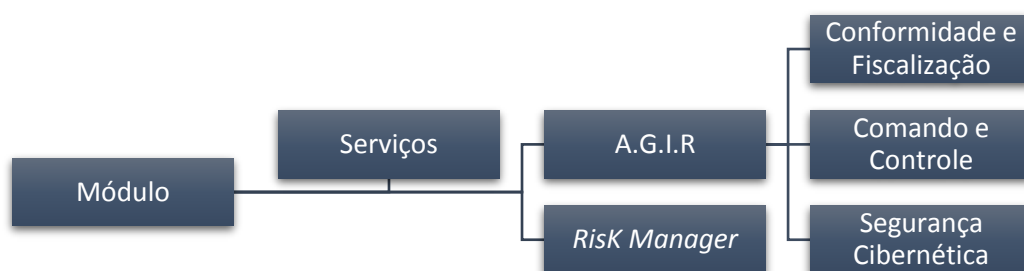 Módulo
Serviços
A.G.I.R
RisK Manager
Conformidade e
Fiscalização
Comando e
Controle
Segurança
Cibernética